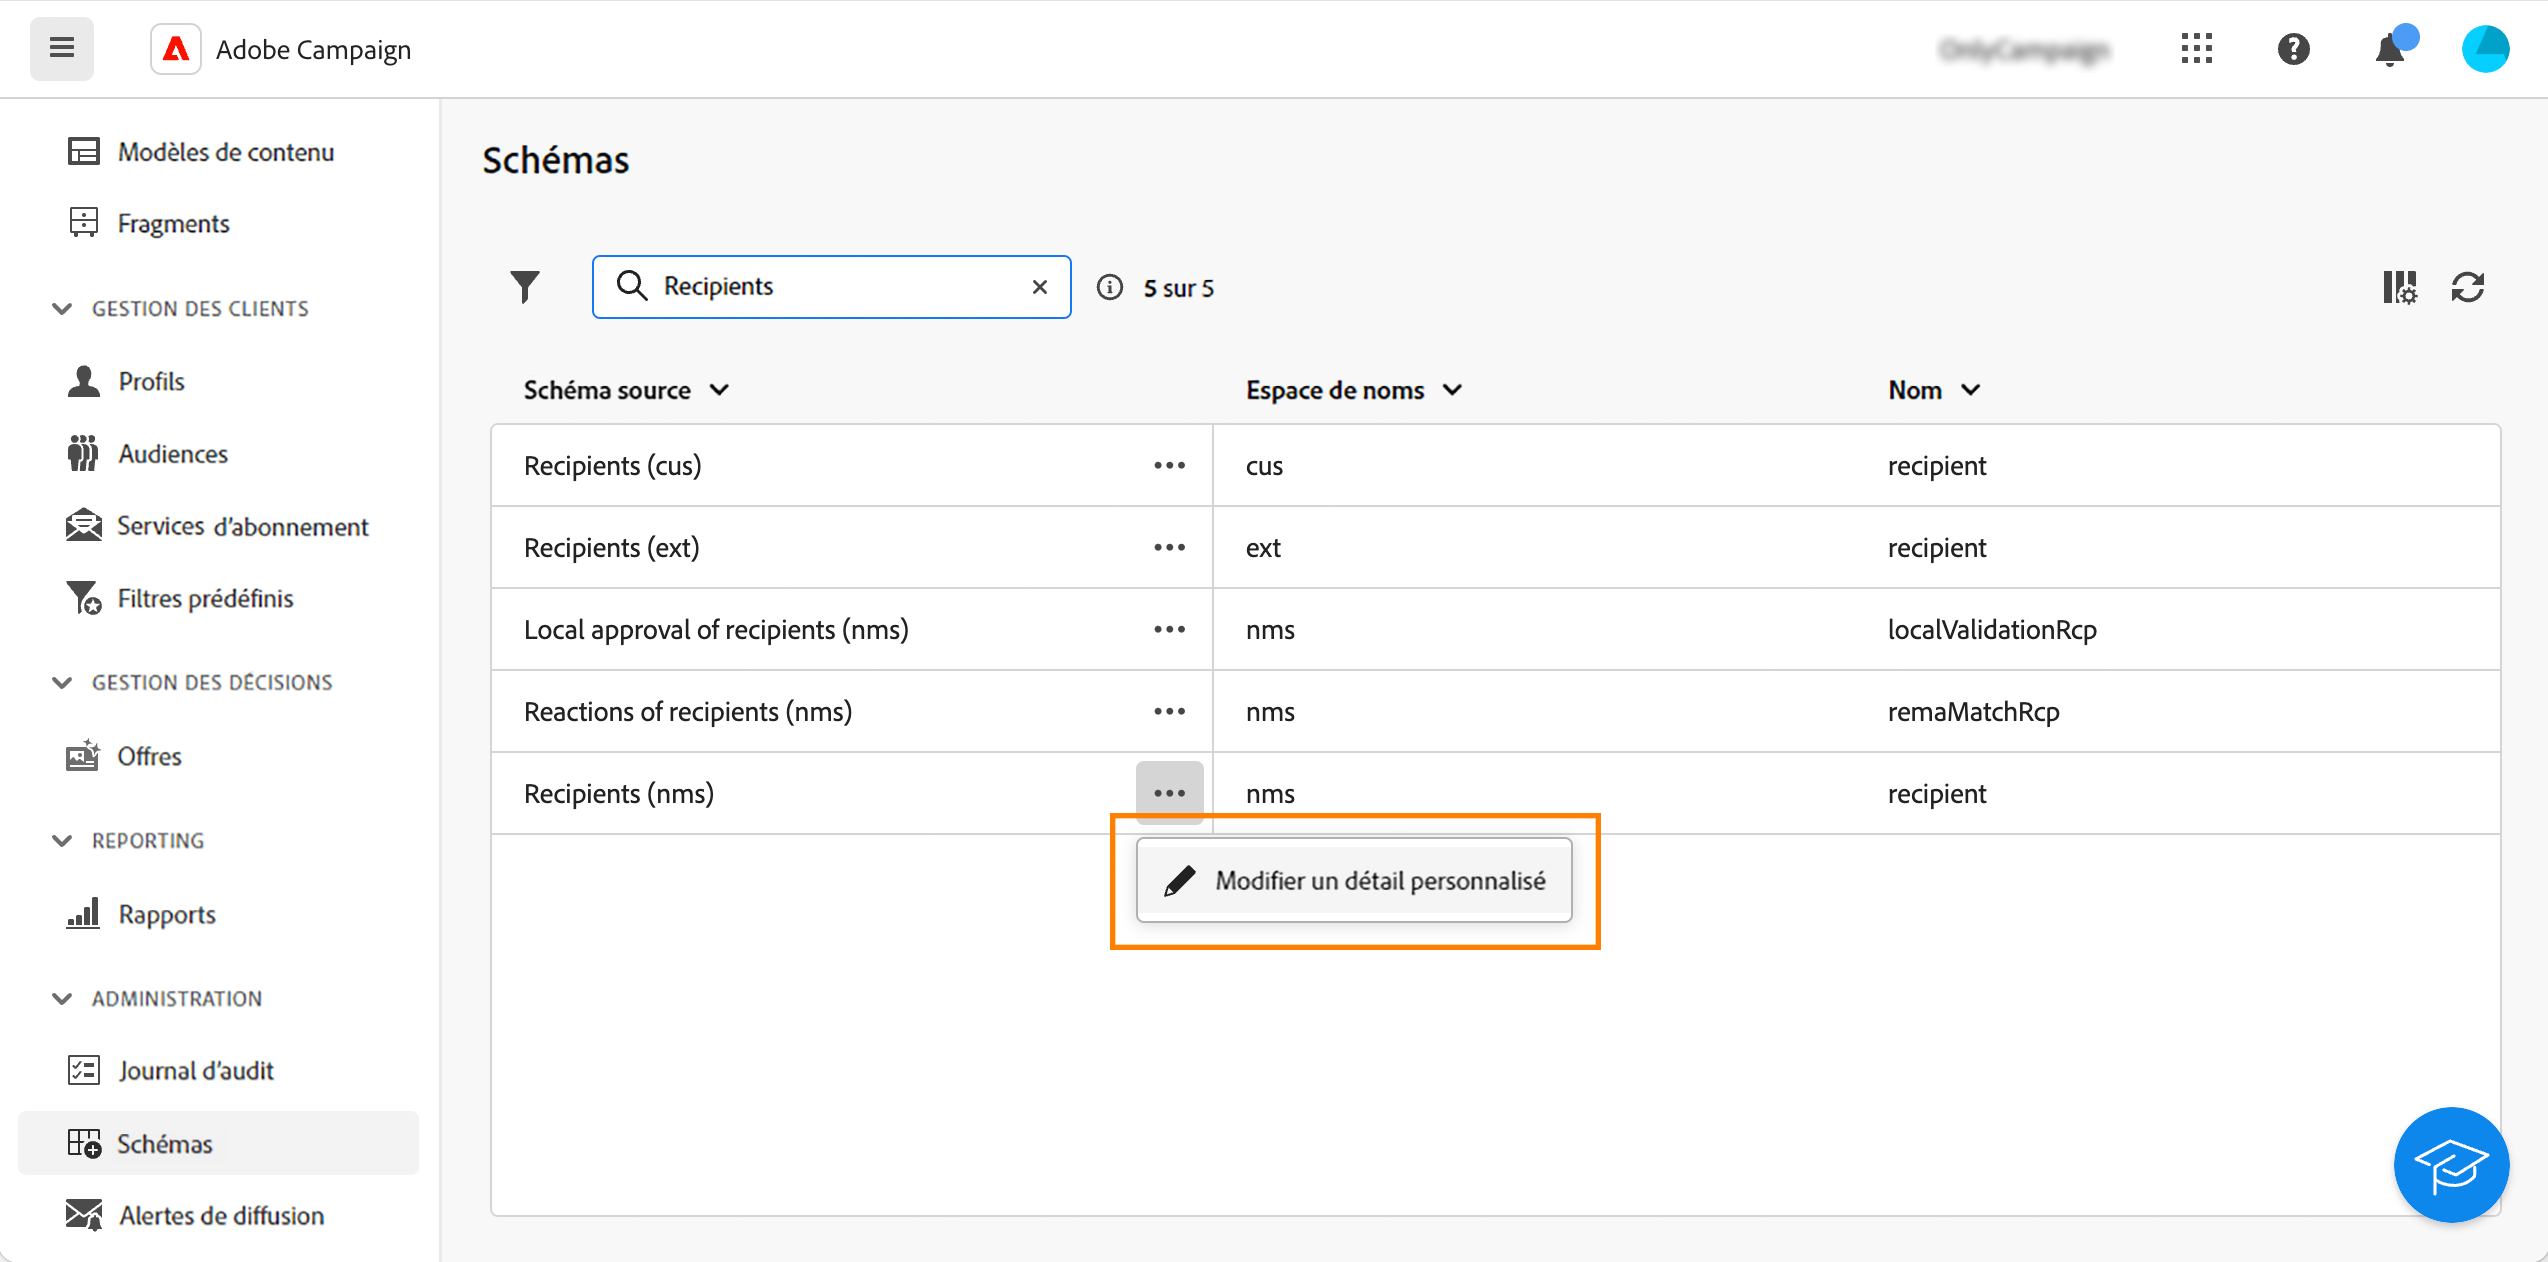 Adobe Campaign
OnlyCampaign
Modèles de contenu
Fragments
GESTION DES CLIENTS
Profils
Audiences
Services d’abonnement
Filtres prédéfinis
GESTION DES DÉCISIONS
Offres
REPORTING
Rapports
ADMINISTRATION
Journal d’audit
Schémas
Alertes de diffusion
Schémas
Recipients
5 sur 5
Schéma source Espace de noms Nom
Recipients (cus) cus recipient
Recipients (ext) ext recipient
Local approval of recipients (nms) nms localValidationRcp
Reactions of recipients (nms) nms remaMatchRcp
Recipients (nms) nms recipient
Modifier un détail personnalisé